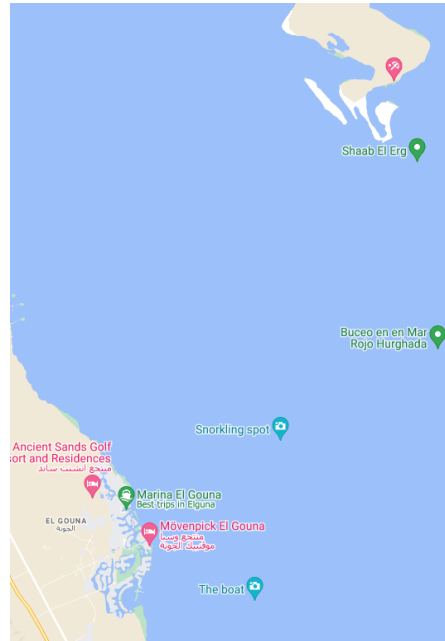 Shaab El Erg
Buceo en en Mar
Rojo Hurghada
Snorkling spot
Ancient Sands Golf
sort and Residences
منتجع انشنت ساند
Marina El Gouna
Best trips in Elguna
EL GOUNA
الجونة
Mövenpick El Gouna
منتجع وسبا
موفنبيك الجونة
The boat